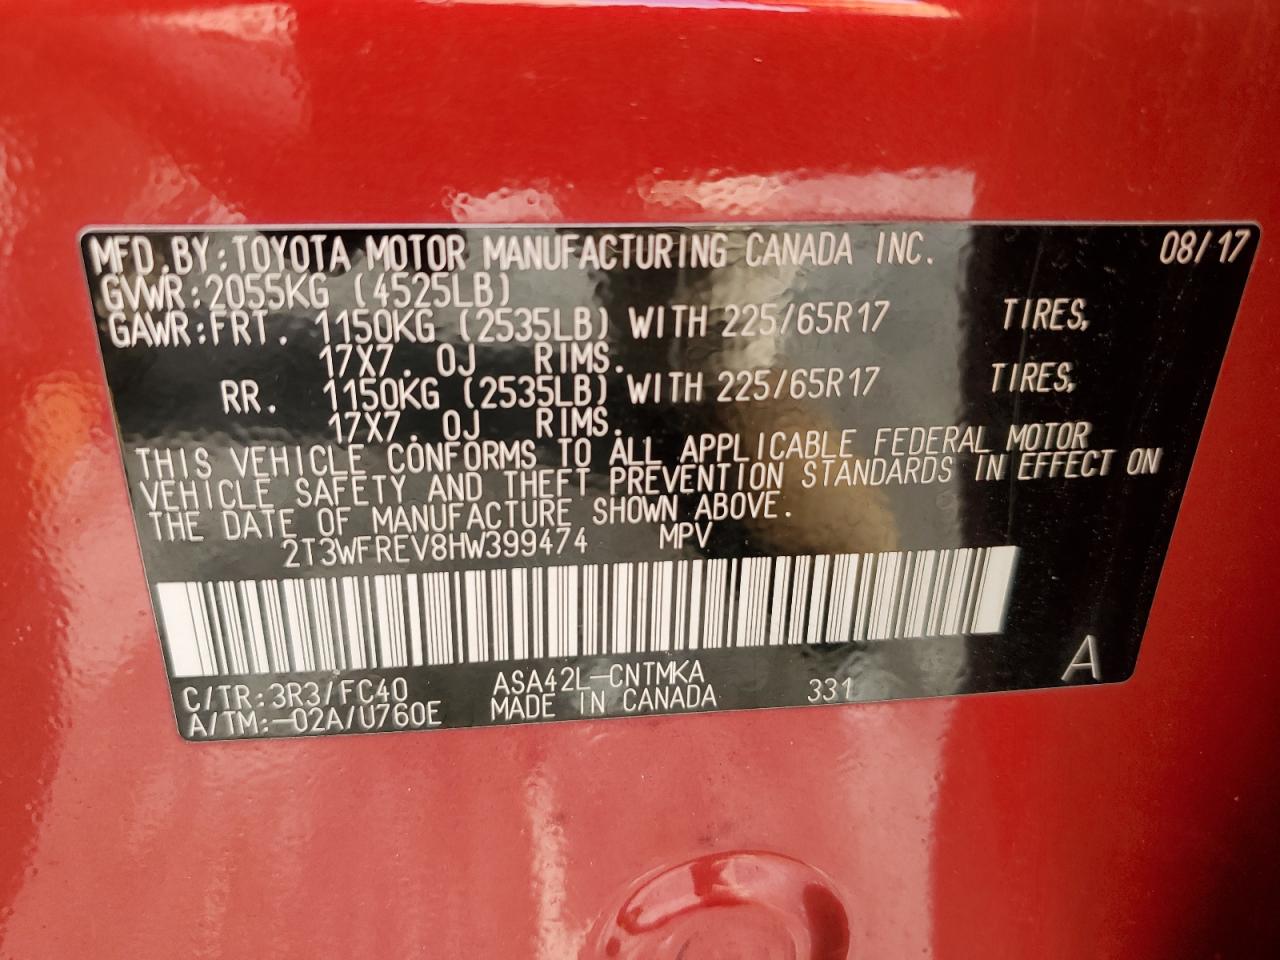 MFD.BY:TOYOTA MOTOR MANUFACTURING CANADA INC. 08/17
GVWR:2055KG (4525LB)
GAWR:FRT. 1150KG (2535LB) WITH 225/65R17 TIRES,
17X7.0J RIMS.
RR. 1150KG (2535LB) WITH 225/65R17 TIRES,
17X7.0J RIMS.
THIS VEHICLE CONFORMS TO ALL APPLICABLE FEDERAL MOTOR
VEHICLE SAFETY AND THEFT PREVENTION STANDARDS IN EFFECT ON
THE DATE OF MANUFACTURE SHOWN ABOVE.
2T3WFREV8HW399474 MPV
C/TR:3R3/FC40 ASA42L-CNTMKA 331 A
A/TM:-02A/U760E MADE IN CANADA